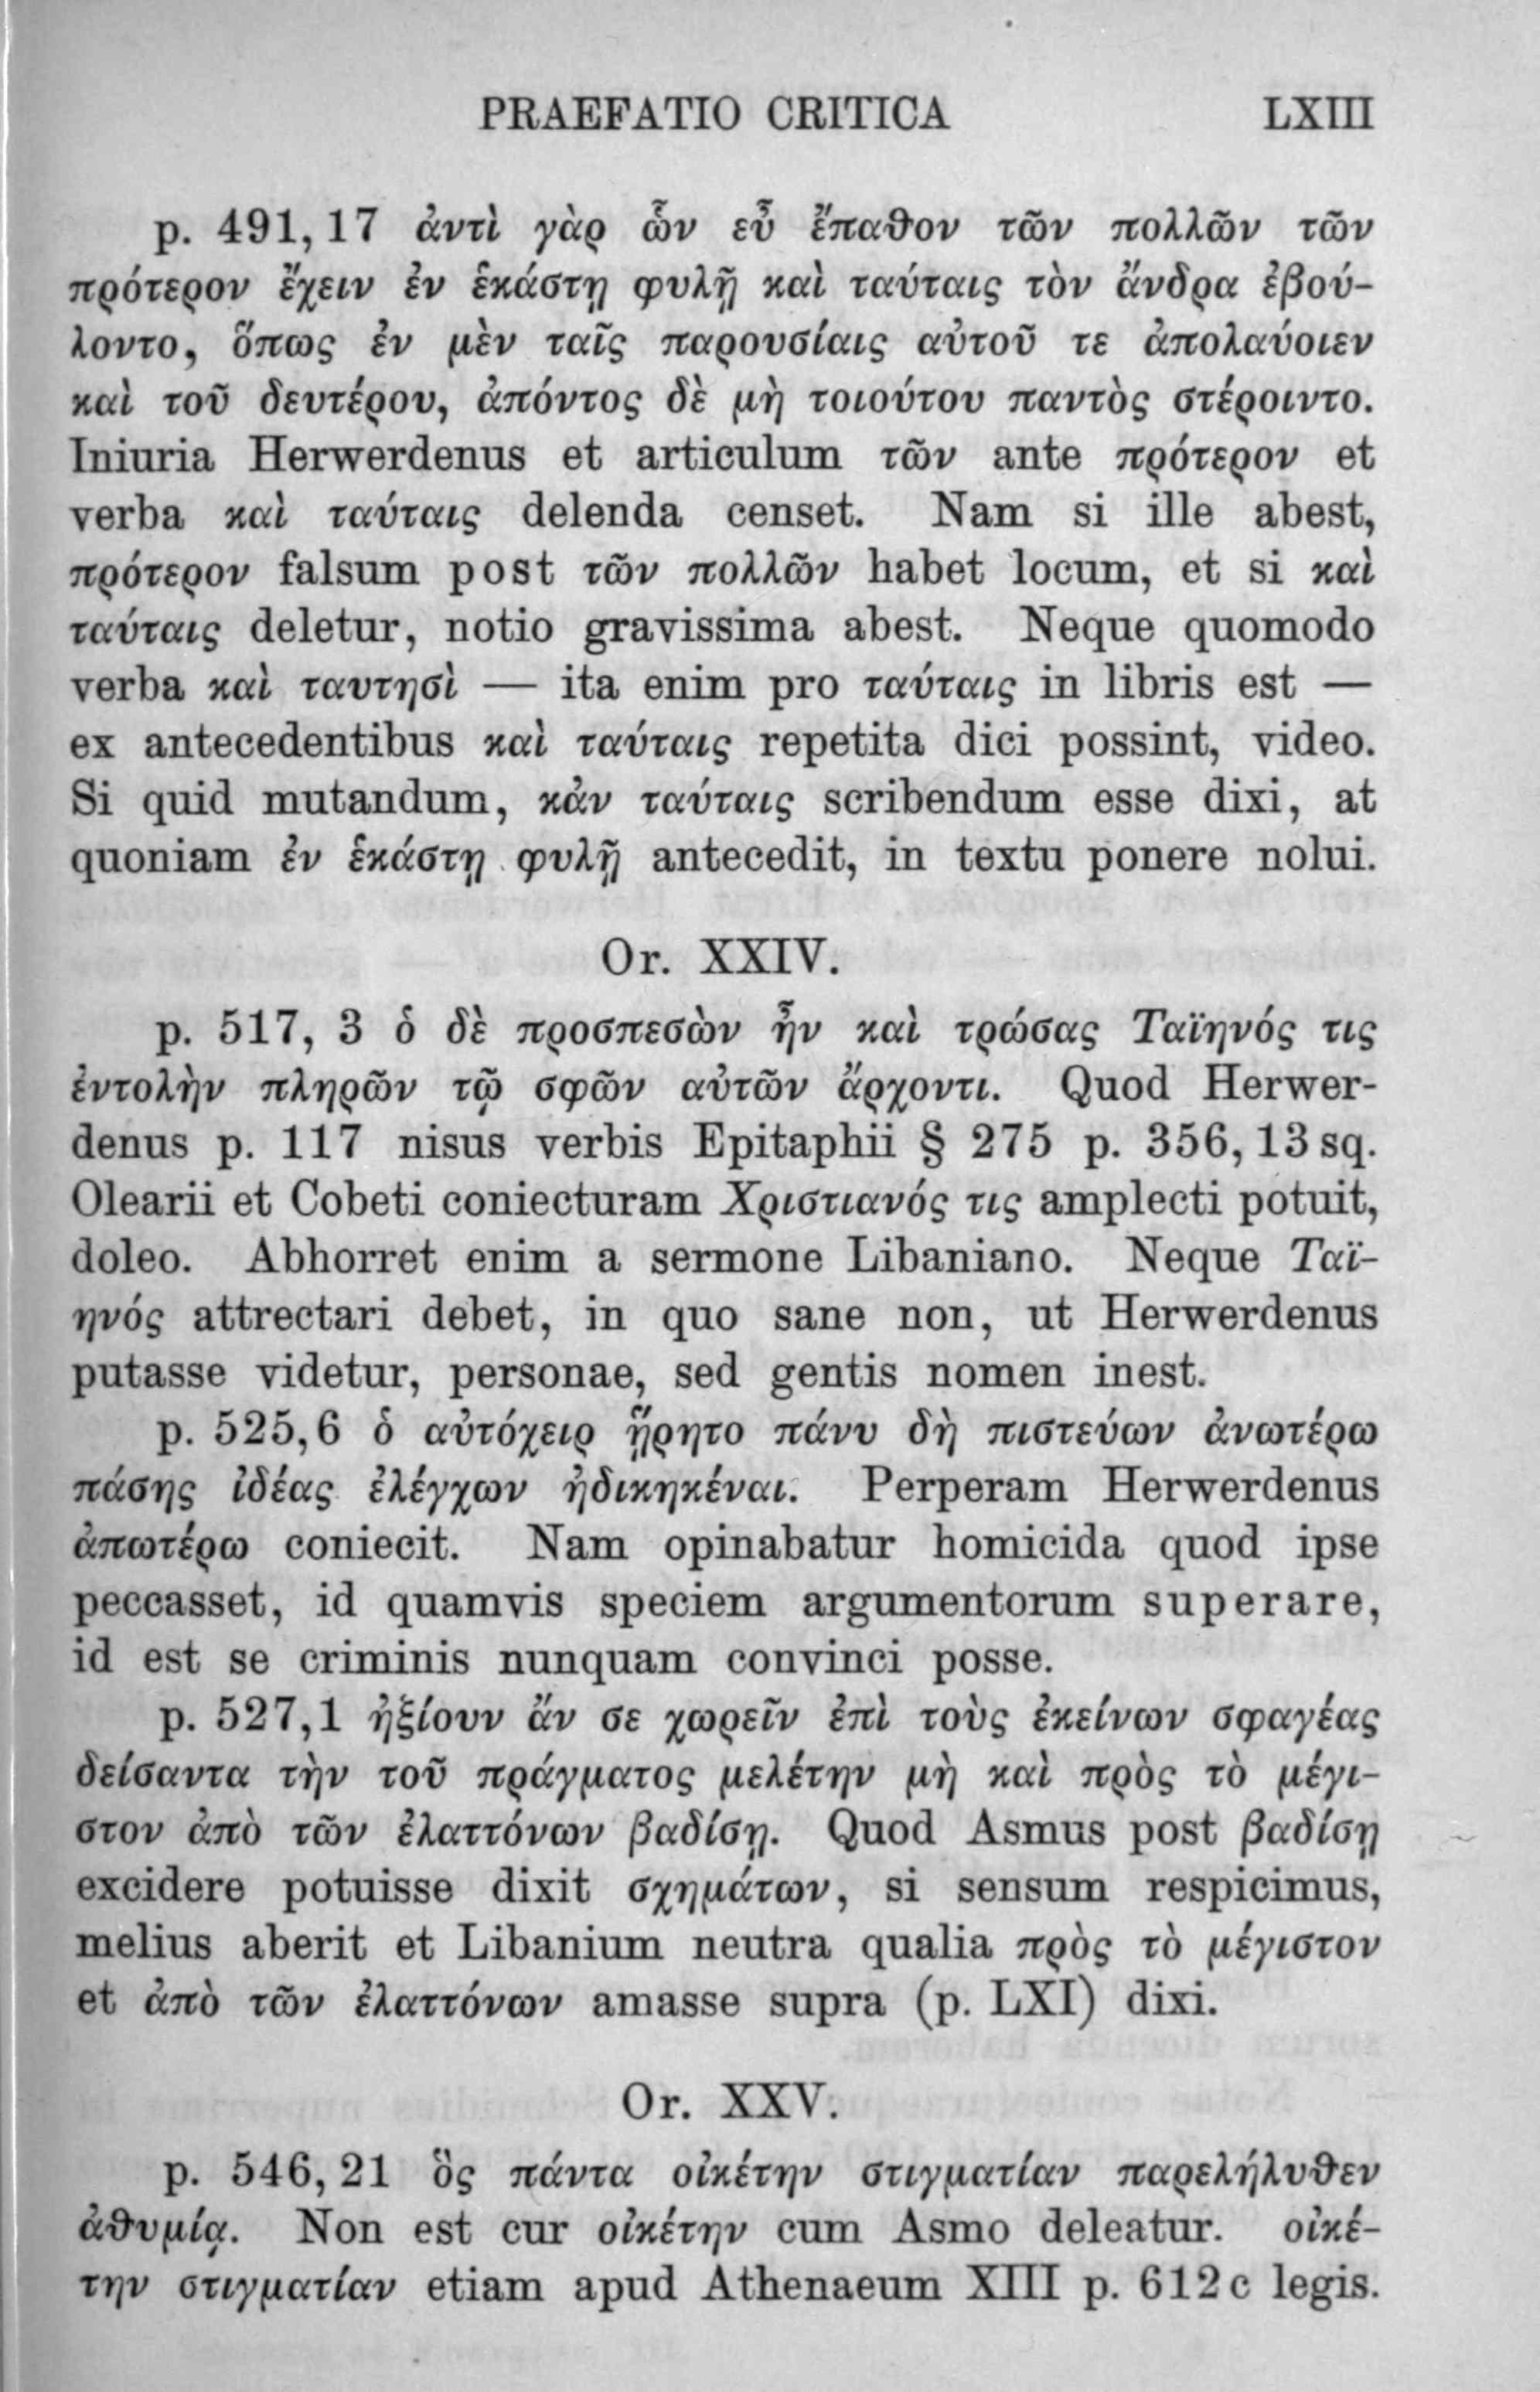 PRAEFATIO CRITICA LXIII
p. 491, 17 ἀντὶ γὰρ ὧν εὖ ἔπαθον τῶν πολλῶν τῶν
πρότερον ἔχειν ἐν ἑκάστῃ φυλῇ καὶ ταύταις τὸν ἄνδρα ἐβού-
λοντο, ὅπως ἐν μὲν ταῖς παρουσίαις αὐτοῦ τε ἀπολαύοιεν
καὶ τοῦ δευτέρου, ἀπόντος δὲ μὴ τοιούτου παντὸς στέροιντο.
Iniuria Herwerdenus et articulum τῶν ante πρότερον et
verba καὶ ταύταις delenda censet. Nam si ille abest,
πρότερον falsum post τῶν πολλῶν habet locum, et si καὶ
ταύταις deletur, notio gravissima abest. Neque quomodo
verba καὶ ταυτησὶ — ita enim pro ταύταις in libris est —
ex antecedentibus καὶ ταύταις repetita dici possint, video.
Si quid mutandum, κἀν ταύταις scribendum esse dixi, at
quoniam ἐν ἑκάστῃ φυλῇ antecedit, in textu ponere nolui.
Or. XXIV.
p. 517, 3 ὁ δὲ προσπεσὼν ἦν καὶ τρώσας Ταϊηνός τις
ἐντολὴν πληρῶν τῷ σφῶν αὐτῶν ἄρχοντι. Quod Herwer-
denus p. 117 nisus verbis Epitaphii § 275 p. 356, 13 sq.
Olearii et Cobeti coniecturam Χριστιανός τις amplecti potuit,
doleo. Abhorret enim a sermone Libaniano. Neque Ταϊ-
ηνός attrectari debet, in quo sane non, ut Herwerdenus
putasse videtur, personae, sed gentis nomen inest.
p. 525,6 ὁ αὐτόχειρ ᾕρητο πάνυ δὴ πιστεύων ἀνωτέρω
πάσης ἰδέας ἐλέγχων ἠδικηκέναι. Perperam Herwerdenus
ἀπωτέρω coniecit. Nam opinabatur homicida quod ipse
peccasset, id quamvis speciem argumentorum superare,
id est se criminis nunquam convinci posse.
p. 527,1 ἠξίουν ἄν σε χωρεῖν ἐπὶ τοὺς ἐκείνων σφαγέας
δείσαντα τὴν τοῦ πράγματος μελέτην μὴ καὶ πρὸς τὸ μέγι-
στον ἀπὸ τῶν ἐλαττόνων βαδίσῃ. Quod Asmus post βαδίσῃ
excidere potuisse dixit σχημάτων, si sensum respicimus,
melius aberit et Libanium neutra qualia πρὸς τὸ μέγιστον
et ἀπὸ τῶν ἐλαττόνων amasse supra (p. LXI) dixi.
Or. XXV.
p. 546, 21 ὃς πάντα οἰκέτην στιγματίαν παρελήλυθεν
ἀθυμίᾳ. Non est cur οἰκέτην cum Asmo deleatur. οἰκέ-
την στιγματίαν etiam apud Athenaeum XIII p. 612 c legis.